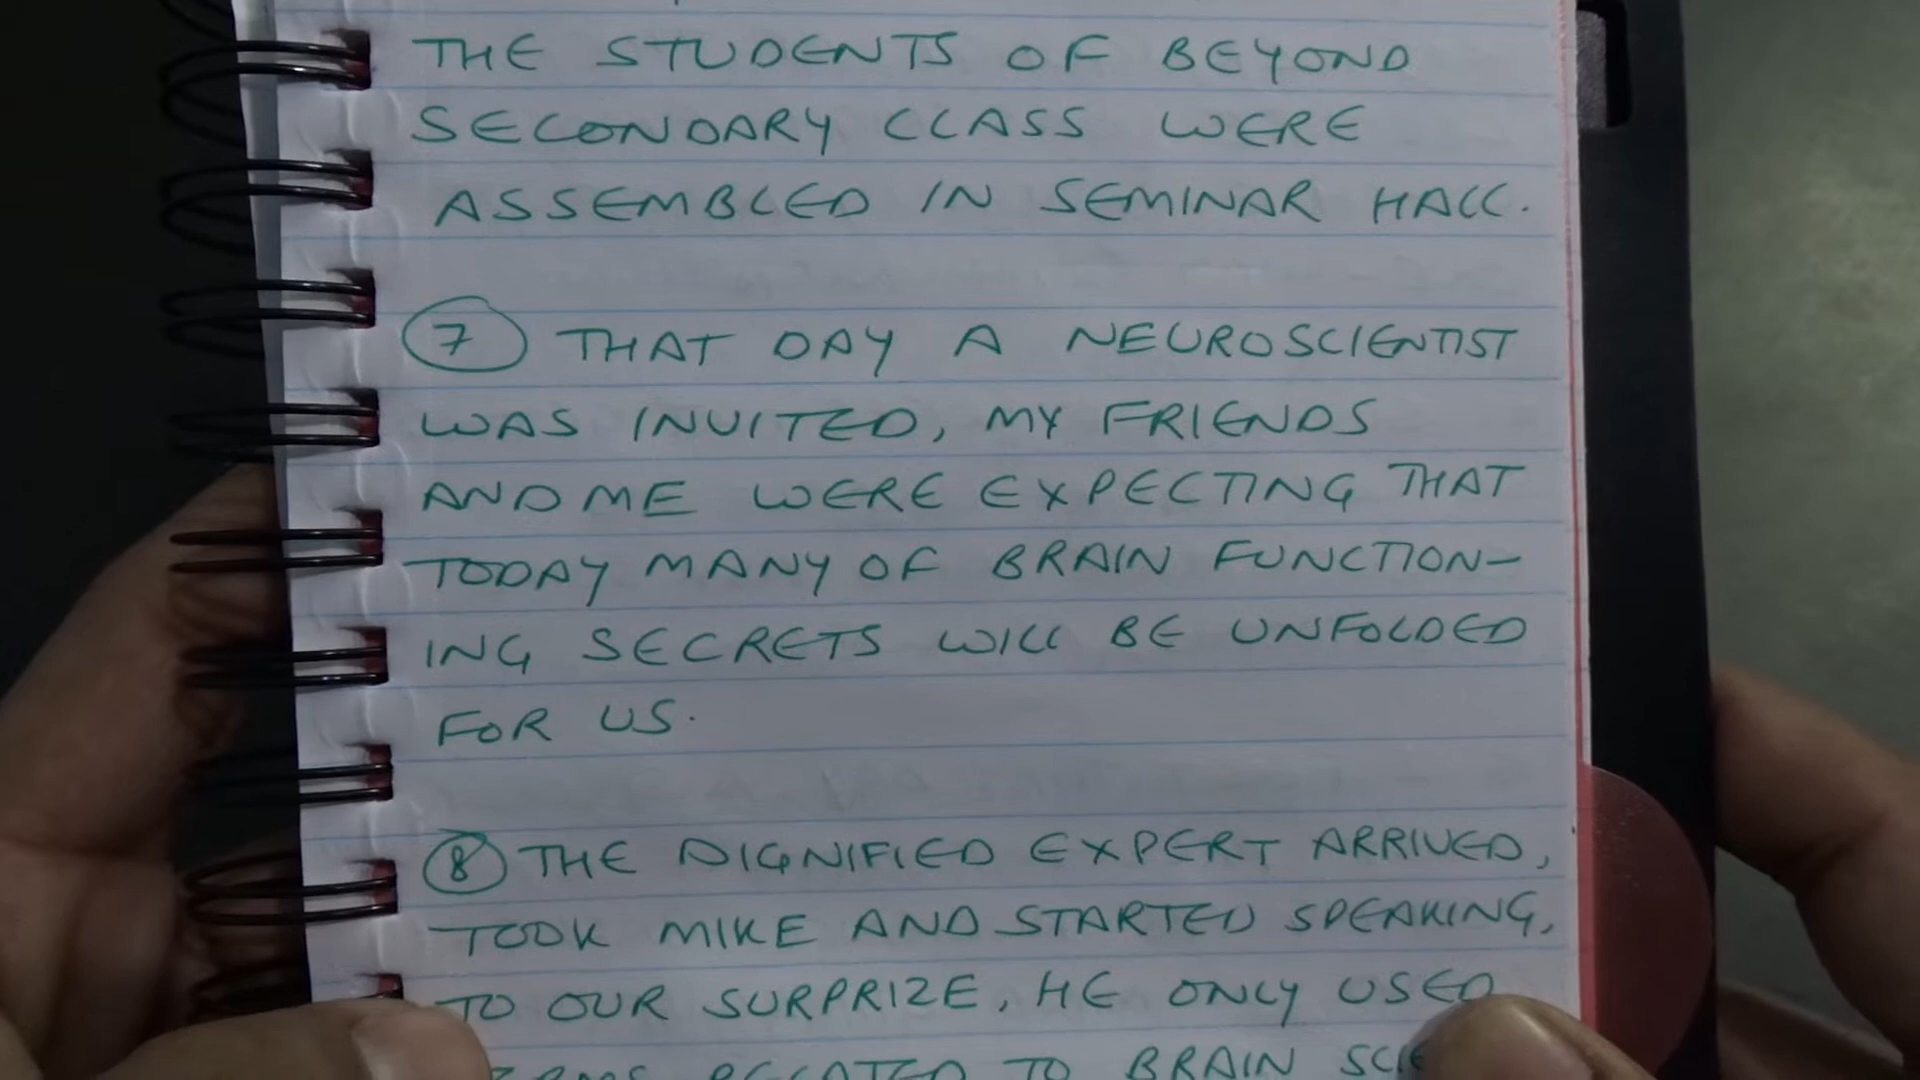 THE STUDENTS OF BEYOND
SECONDARY CLASS WERE
ASSEMBLED IN SEMINAR HALL.
7 THAT DAY A NEUROSCIENTIST
WAS INVITED, MY FRIENDS
AND ME WERE EXPECTING THAT
TODAY MANY OF BRAIN FUNCTION-
ING SECRETS WILL BE UNFOLDED
FOR US.
8 THE DIGNIFIED EXPERT ARRIVED,
TOOK MIKE AND STARTED SPEAKING,
TO OUR SURPRIZE, HE ONLY USED
RELATED TO BRAIN